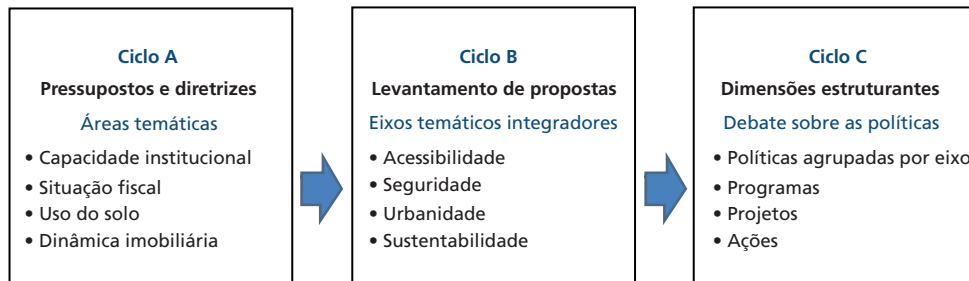 Ciclo A
Pressupostos e diretrizes
Áreas temáticas
• Capacidade institucional
• Situação fiscal
• Uso do solo
• Dinâmica imobiliária
Ciclo B
Levantamento de propostas
Eixos temáticos integradores
• Acessibilidade
• Seguridade
• Urbanidade
• Sustentabilidade
Ciclo C
Dimensões estruturantes
Debate sobre as políticas
• Políticas agrupadas por eixo
• Programas
• Projetos
• Ações